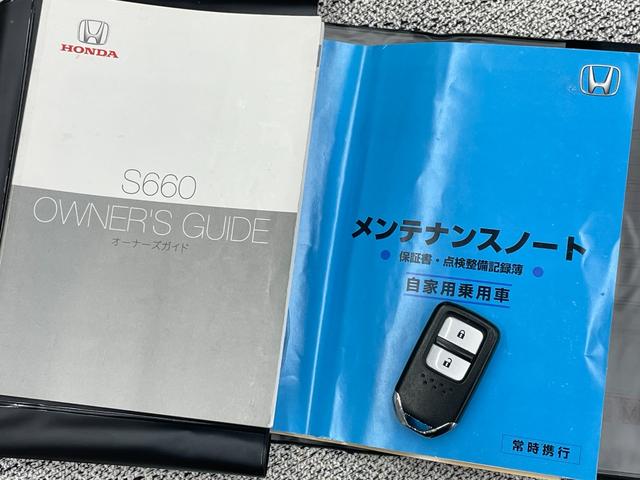 HONDA
S660
OWNER'S GUIDE
オーナーズガイド
メンテナンスノート
● 保証書・点検整備記録簿 ●
自家用乗用車
常時携行